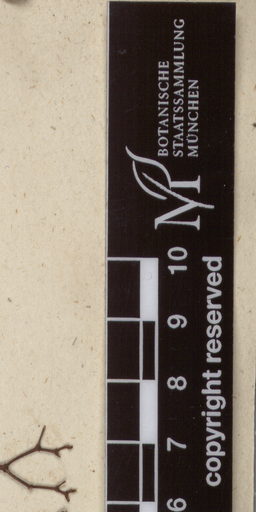 BOTANISCHE
STAATSSAMMLUNG
MÜNCHEN
10
9
8
7
6
copyright reserved